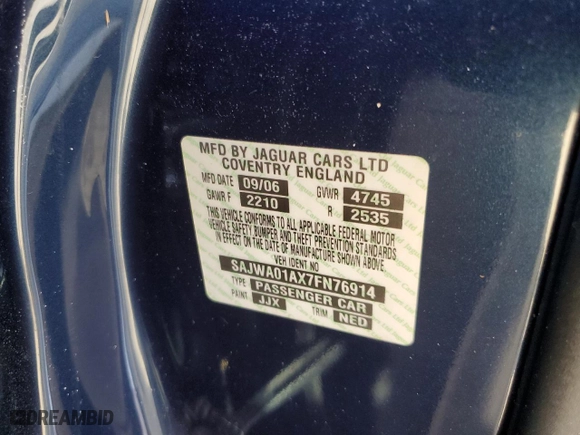 MFD BY JAGUAR CARS LTD
COVENTRY ENGLAND
MFD DATE 09/06 GVWR 4745
GAWR F 2210 R 2535
THIS VEHICLE CONFORMS TO ALL APPLICABLE FEDERAL MOTOR
VEHICLE SAFETY BUMPER AND THEFT PREVENTION STANDARDS
IN EFFECT ON THE DATE OF MANUFACTURE SHOWN ABOVE
VEH IDENT NO
SAJWA01AX7FN76914
TYPE PASSENGER CAR
PAINT JJX TRIM NED
DREAMBID